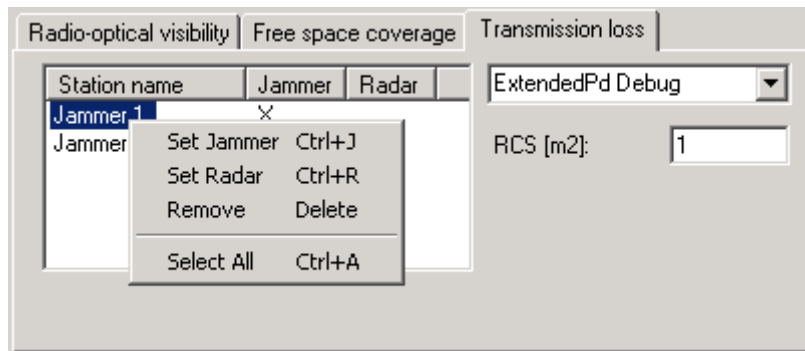 Radio-optical visibility Free space coverage Transmission loss
Station name Jammer Radar ExtendedPd Debug
Jammer 1 X
Jammer
Set Jammer Ctrl+J RCS [m2]: 1
Set Radar Ctrl+R
Remove Delete
Select All Ctrl+A